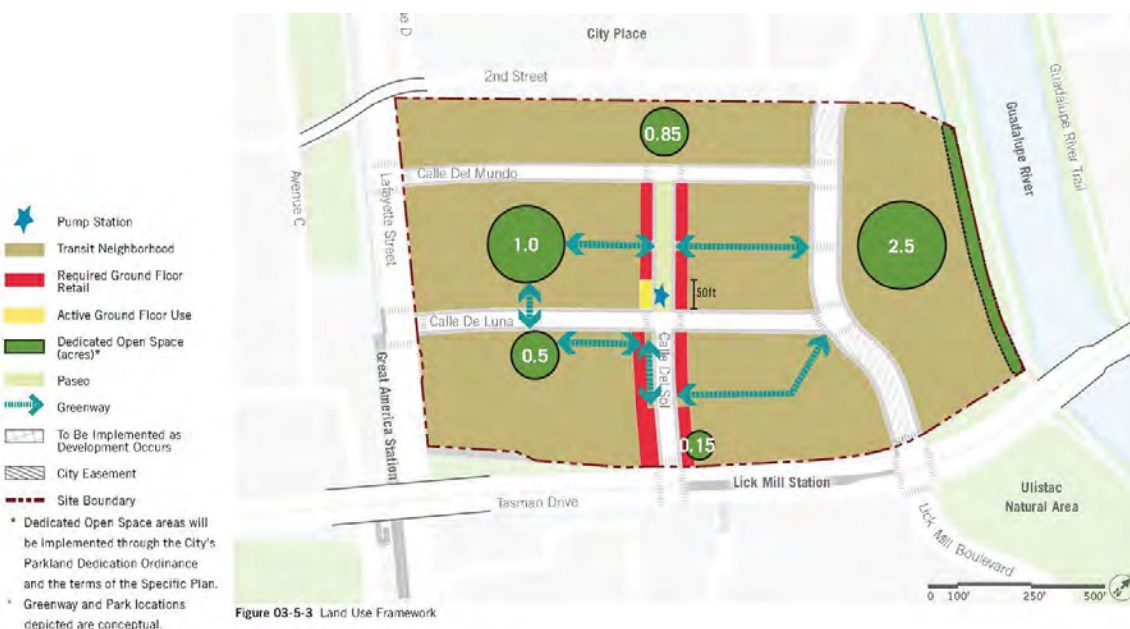 City Place
2nd Street
Guadalupe River
Guadalupe River Trail
0.85
Calle Del Mundo
Avenue C
Lafayette Street
1.0
2.5
50ft
Calle De Luna
0.5
Calle Del Sol
Great America Station
0.15
Lick Mill Station
Tasman Drive
Ulistac
Natural Area
Lick Mill Boulevard
0 100' 250' 500'
N
Pump Station
Transit Neighborhood
Required Ground Floor
Retail
Active Ground Floor Use
Dedicated Open Space
(acres)*
Paseo
Greenway
To Be Implemented as
Development Occurs
City Easement
Site Boundary
* Dedicated Open Space areas will
be implemented through the City's
Parkland Dedication Ordinance
and the terms of the Specific Plan.
* Greenway and Park locations
depicted are conceptual.
Figure 03-5-3 Land Use Framework